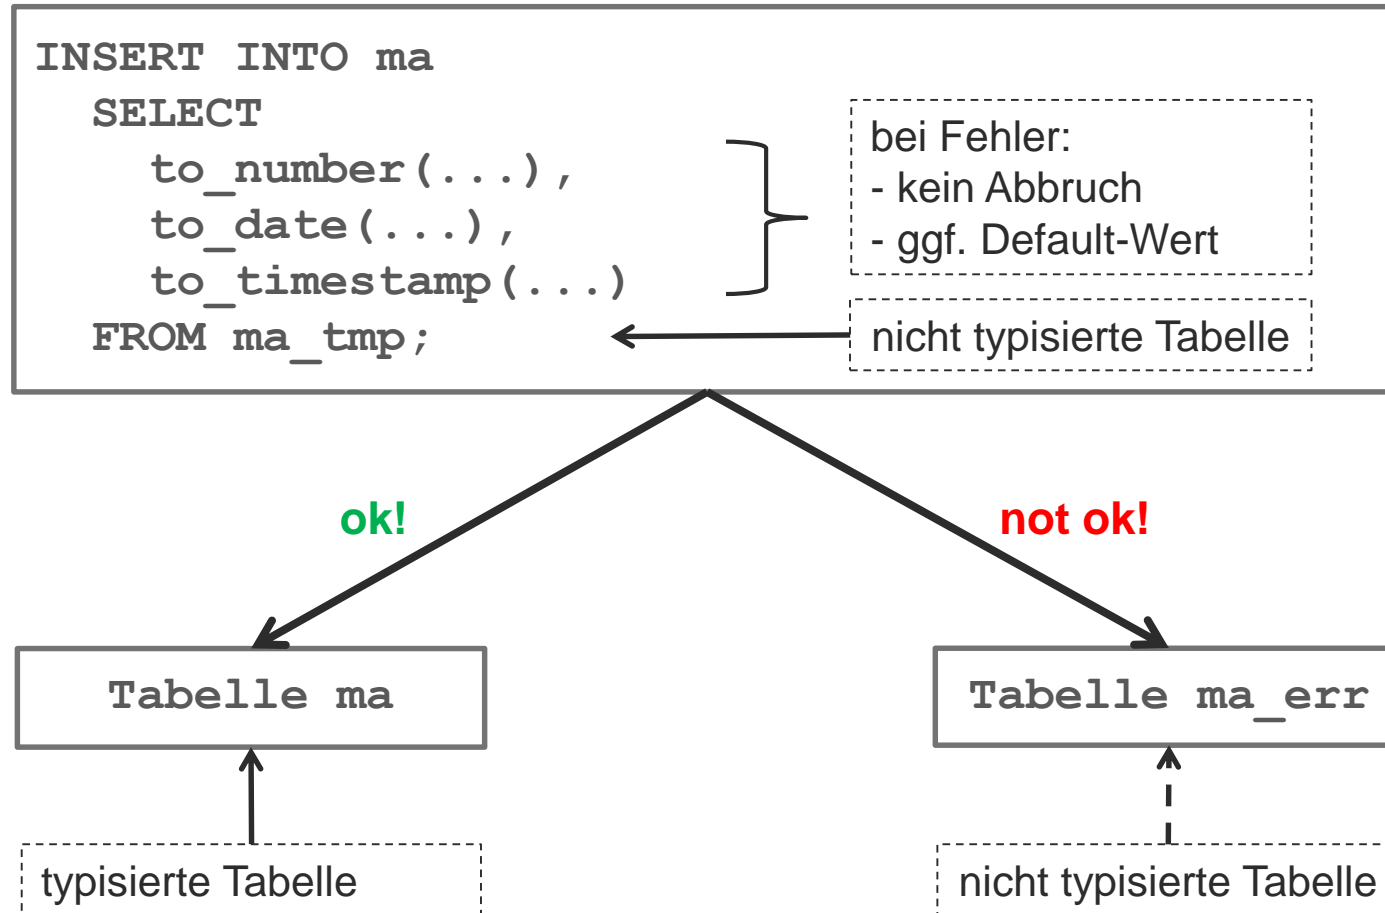 INSERT INTO ma
SELECT
to_number(...),
to_date(...),
to_timestamp(...)
FROM ma_tmp;
bei Fehler:
- kein Abbruch
- ggf. Default-Wert
nicht typisierte Tabelle
ok!
not ok!
Tabelle ma
Tabelle ma_err
typisierte Tabelle
nicht typisierte Tabelle